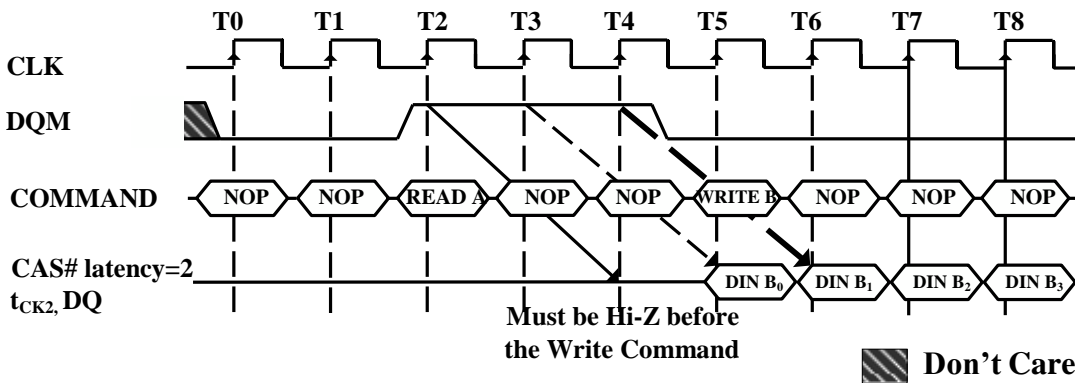 T0 T1 T2 T3 T4 T5 T6 T7 T8
CLK
DQM
COMMAND NOP NOP READ A NOP NOP WRITE B NOP NOP NOP
CAS# latency=2
tCK2, DQ DIN B0 DIN B1 DIN B2 DIN B3
Must be Hi-Z before
the Write Command
Don't Care